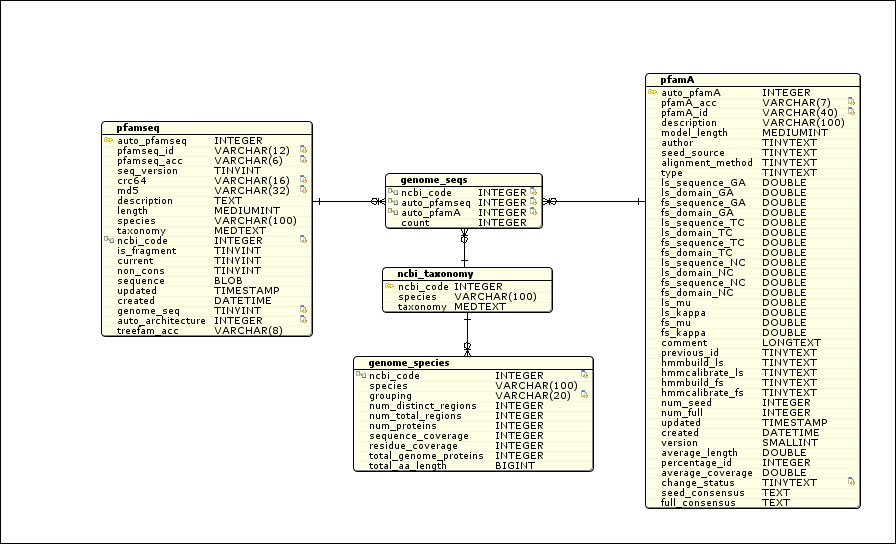 pfamseq
auto_pfamseq INTEGER
pfamseq_id VARCHAR(12)
pfamseq_acc VARCHAR(6)
seq_version TINYINT
crc64 VARCHAR(16)
md5 VARCHAR(32)
description TEXT
length MEDIUMINT
species VARCHAR(100)
taxonomy MEDTEXT
ncbi_code INTEGER
is_fragment TINYINT
current TINYINT
non_cons TINYINT
sequence BLOB
updated TIMESTAMP
created DATETIME
genome_seq TINYINT
auto_architecture INTEGER
treefam_acc VARCHAR(8)
genome_seqs
ncbi_code INTEGER
auto_pfamseq INTEGER
auto_pfamA INTEGER
count INTEGER
ncbi_taxonomy
ncbi_code INTEGER
species VARCHAR(100)
taxonomy MEDTEXT
genome_species
ncbi_code INTEGER
species VARCHAR(100)
grouping VARCHAR(20)
num_distinct_regions INTEGER
num_total_regions INTEGER
num_proteins INTEGER
sequence_coverage INTEGER
residue_coverage INTEGER
total_genome_proteins INTEGER
total_aa_length BIGINT
pfamA
auto_pfamA INTEGER
pfamA_acc VARCHAR(7)
pfamA_id VARCHAR(40)
description VARCHAR(100)
model_length MEDIUMINT
author TINYTEXT
seed_source TINYTEXT
alignment_method TINYTEXT
type TINYTEXT
ls_sequence_GA DOUBLE
ls_domain_GA DOUBLE
fs_sequence_GA DOUBLE
fs_domain_GA DOUBLE
ls_sequence_TC DOUBLE
ls_domain_TC DOUBLE
fs_sequence_TC DOUBLE
fs_domain_TC DOUBLE
ls_sequence_NC DOUBLE
ls_domain_NC DOUBLE
fs_sequence_NC DOUBLE
fs_domain_NC DOUBLE
ls_mu DOUBLE
ls_kappa DOUBLE
fs_mu DOUBLE
fs_kappa DOUBLE
comment LONGTEXT
previous_id TINYTEXT
hmmbuild_ls TINYTEXT
hmmcalibrate_ls TINYTEXT
hmmbuild_fs TINYTEXT
hmmcalibrate_fs TINYTEXT
num_seed INTEGER
num_full INTEGER
updated TIMESTAMP
created DATETIME
version SMALLINT
average_length DOUBLE
percentage_id INTEGER
average_coverage DOUBLE
change_status TINYTEXT
seed_consensus TEXT
full_consensus TEXT